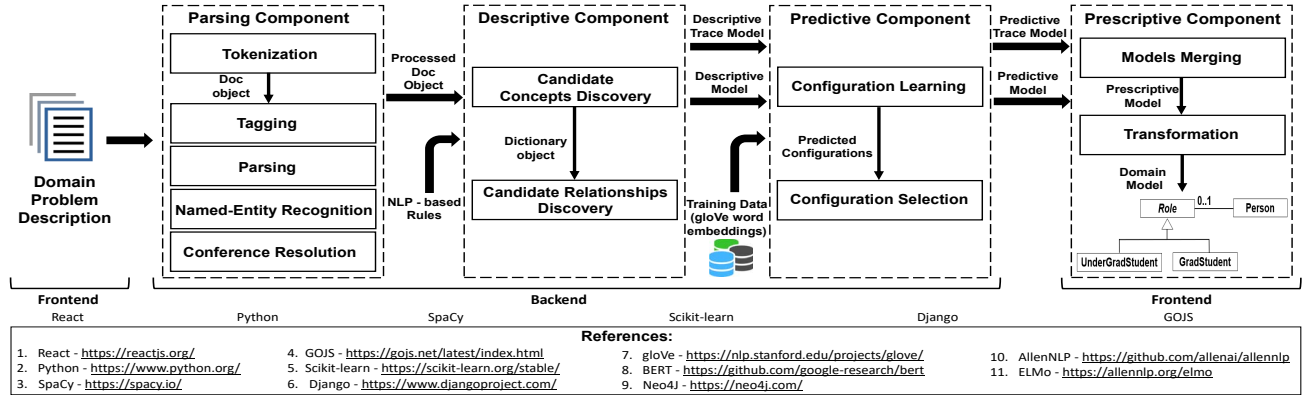 Parsing Component
Tokenization
Doc
object
Tagging
Parsing
Named-Entity Recognition
Conference Resolution
Domain
Problem
Description
Processed
Doc
Object
NLP - based
Rules
Descriptive Component
Candidate
Concepts Discovery
Dictionary
object
Candidate Relationships
Discovery
Descriptive
Trace Model
Descriptive
Model
Training Data
(gloVe word
embeddings)
Predictive Component
Configuration Learning
Predicted
Configurations
Configuration Selection
Predictive
Trace Model
Predictive
Model
Prescriptive Component
Models Merging
Prescriptive
Model
Transformation
Domain
Model
Role
0..1
Person
UnderGradStudent
GradStudent
Frontend
Backend
Frontend
React
Python
SpaCy
Scikit-learn
Django
GOJS
References:
1. React - https://reactjs.org/
2. Python - https://www.python.org/
3. SpaCy - https://spacy.io/
4. GOJS - https://gojs.net/latest/index.html
5. Scikit-learn - https://scikit-learn.org/stable/
6. Django - https://www.djangoproject.com/
7. gloVe - https://nlp.stanford.edu/projects/glove/
8. BERT - https://github.com/google-research/bert
9. Neo4J - https://neo4j.com/
10. AllenNLP - https://github.com/allenai/allennlp
11. ELMo - https://allennlp.org/elmo